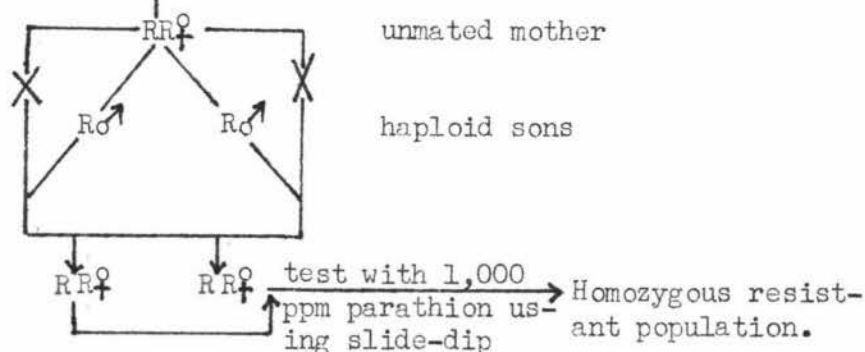 RR♀ unmated mother
R♂ R♂ haploid sons
RR♀ RR♀ test with 1,000
ppm parathion us-
ing slide-dip
Homozygous resist-
ant population.